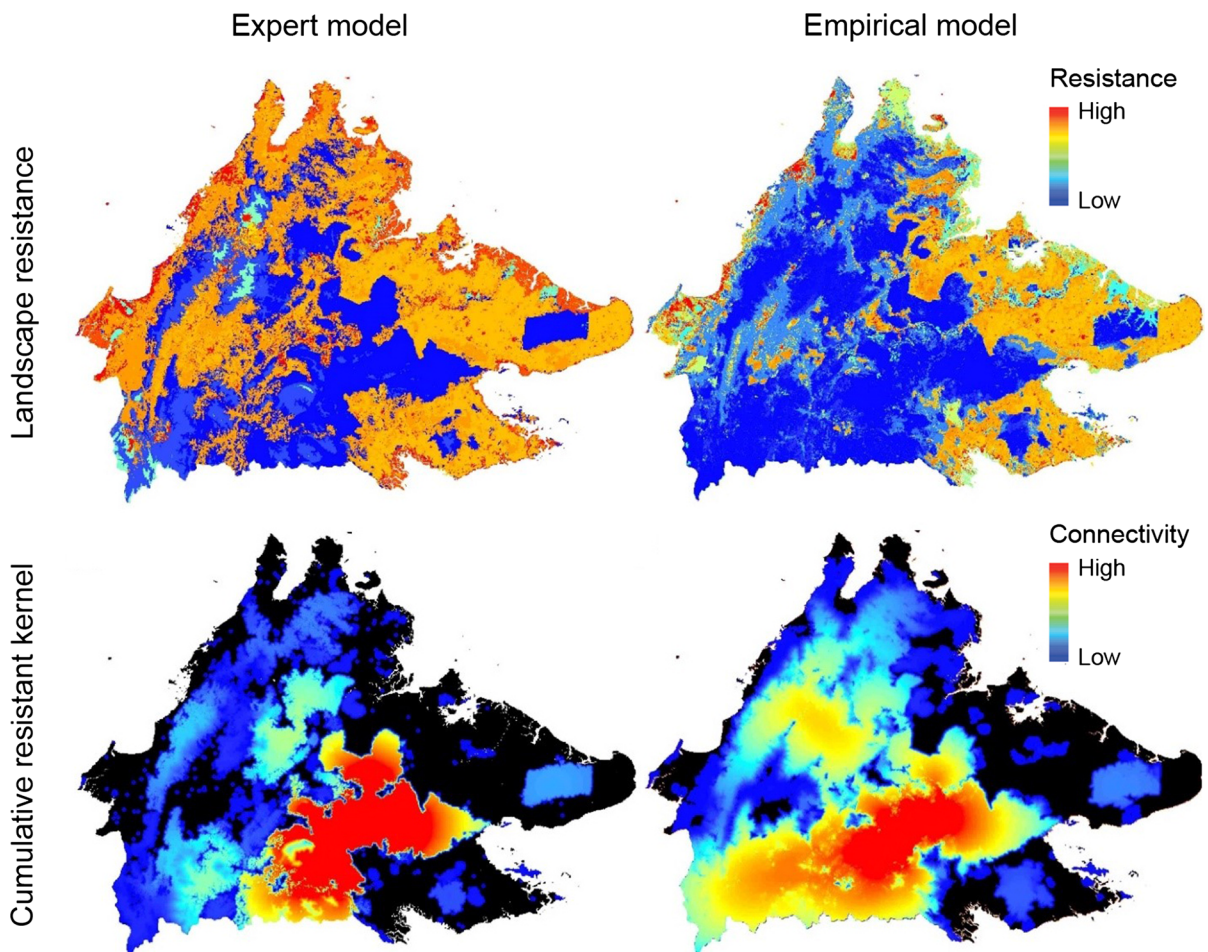 Expert model
Empirical model
Landscape resistance
Resistance
High
Low
Cumulative resistant kernel
Connectivity
High
Low